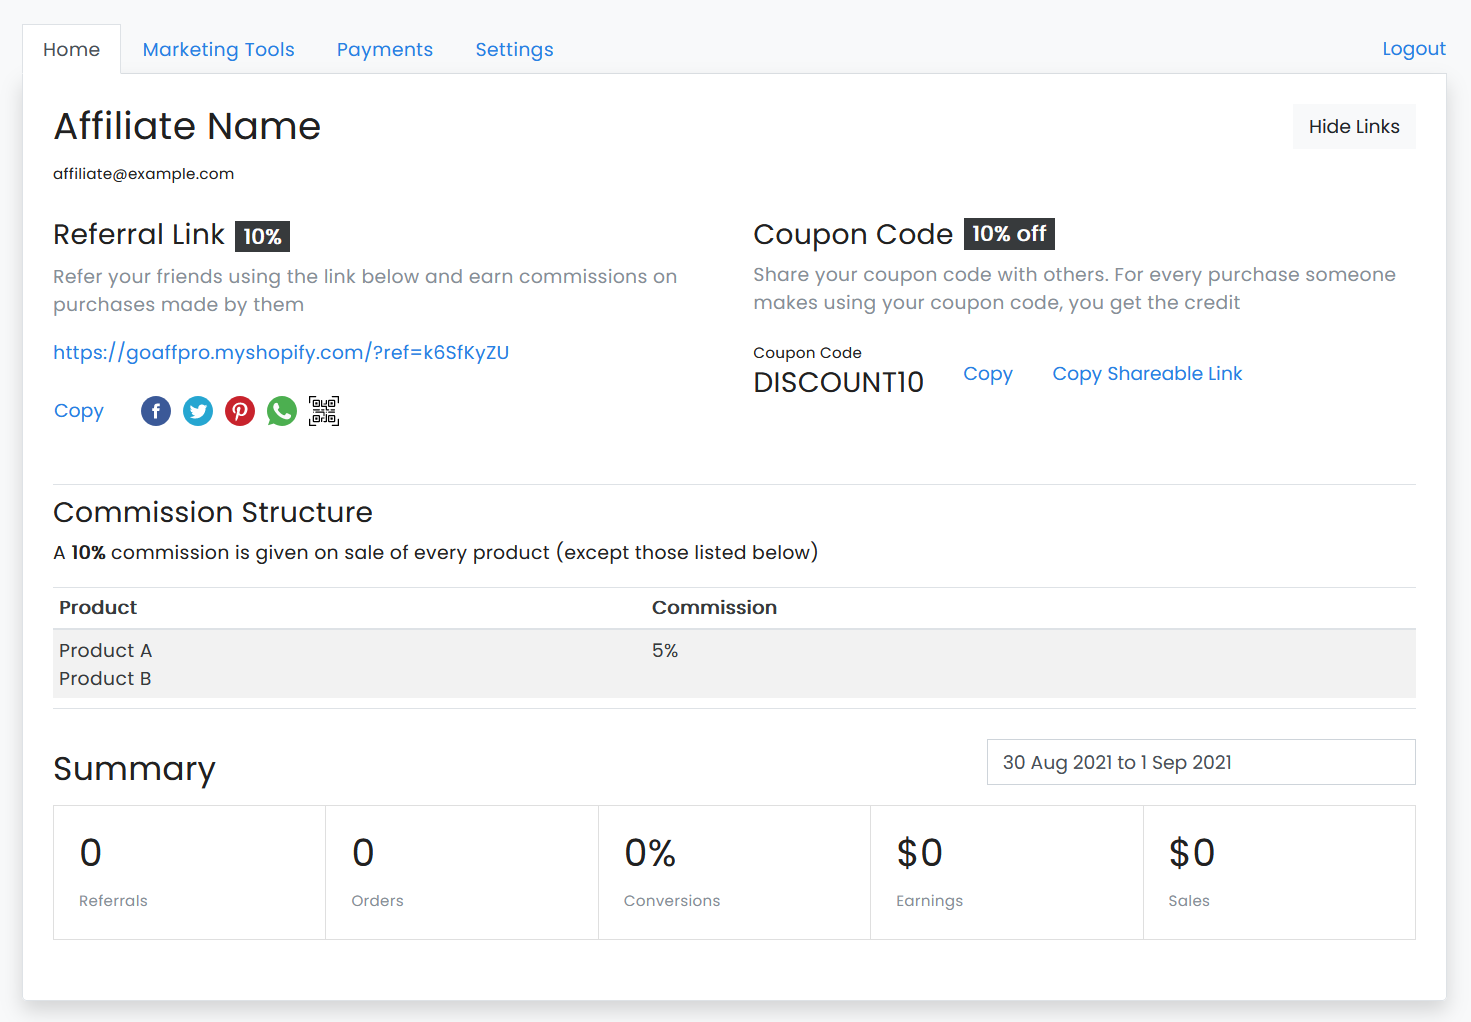 Home Marketing Tools Payments Settings Logout
Affiliate Name
Hide Links
affiliate@example.com
Referral Link 10%
Refer your friends using the link below and earn commissions on
purchases made by them
https://goaffpro.myshopify.com/?ref=k6SfKyZU
Copy
Coupon Code 10% off
Share your coupon code with others. For every purchase someone
makes using your coupon code, you get the credit
Coupon Code
DISCOUNT10 Copy Copy Shareable Link
Commission Structure
A 10% commission is given on sale of every product (except those listed below)
Product Commission
Product A 5%
Product B
Summary
30 Aug 2021 to 1 Sep 2021
0 0 0% $0 $0
Referrals Orders Conversions Earnings Sales